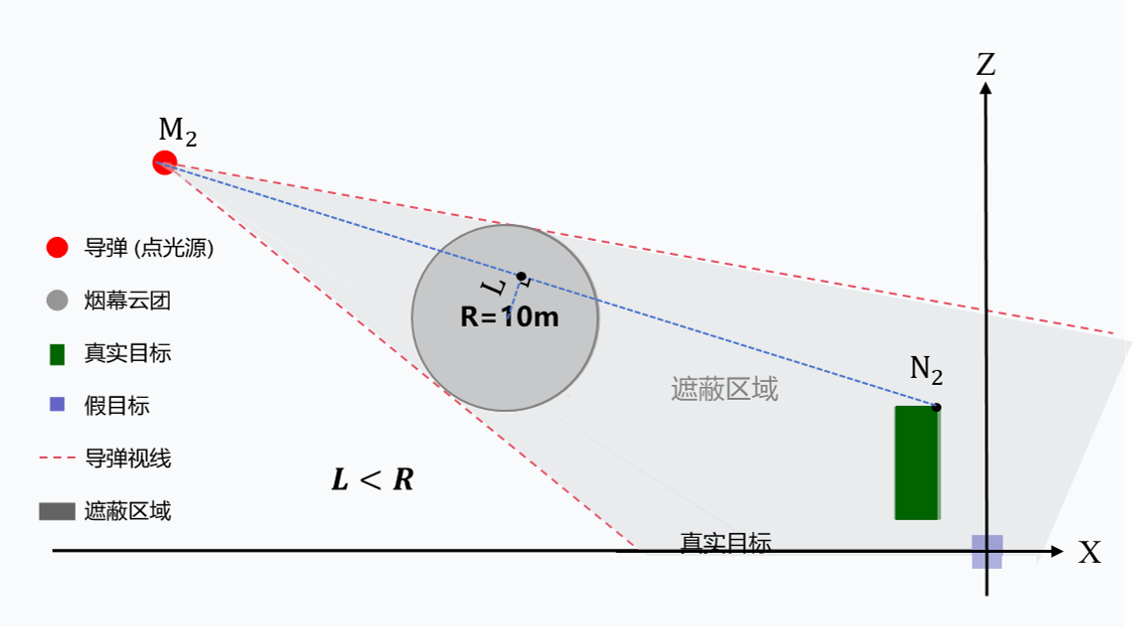 Z
M₂
导弹 (点光源)
L
烟幕云团
R=10m
真实目标
N₂
遮蔽区域
假目标
导弹视线
L < R
遮蔽区域
真实目标
X